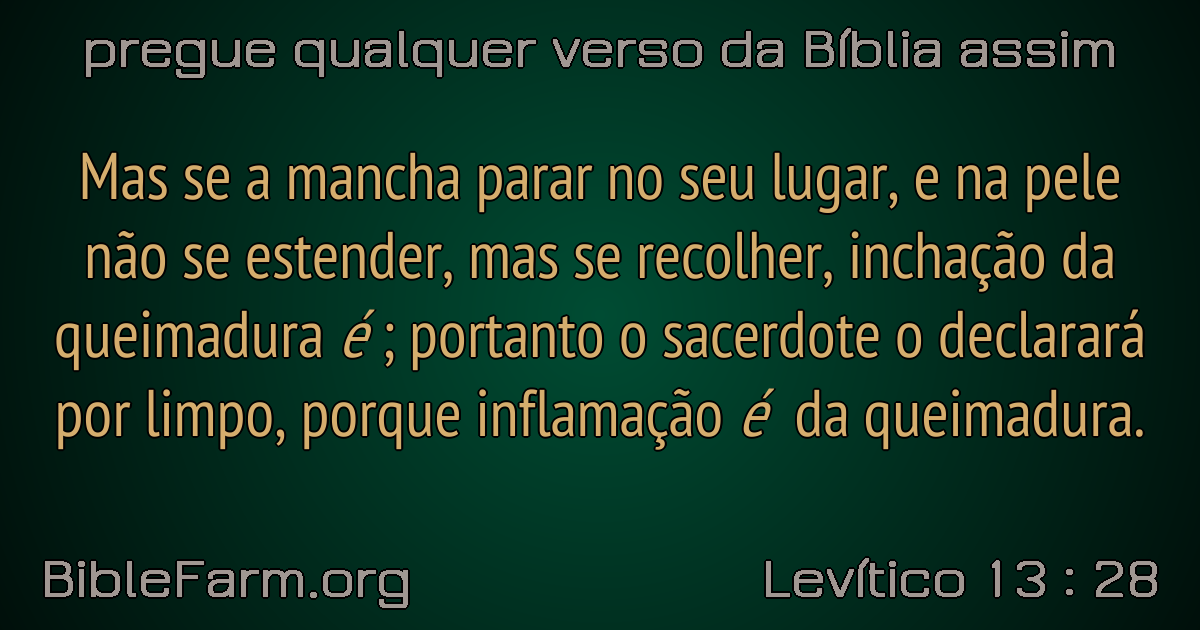 pregue qualquer verso da Bíblia assim
Mas se a mancha parar no seu lugar, e na pele
não se estender, mas se recolher, inchação da
queimadura é ; portanto o sacerdote o declarará
por limpo, porque inflamação é da queimadura.
BibleFarm.org
Levítico 13 : 28